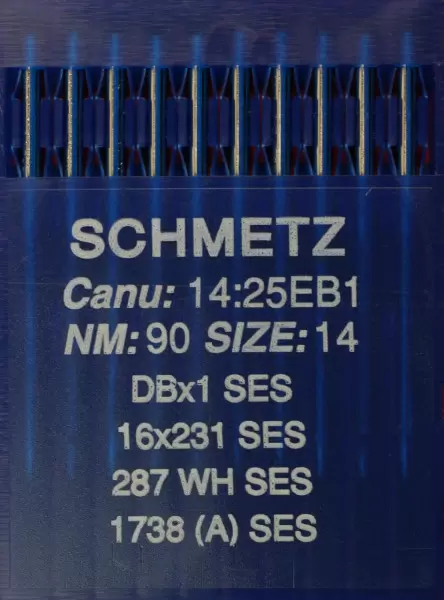 SCHMETZ
Canu: 14:25EB1
NM: 90 SIZE: 14
DBx1 SES
16x231 SES
287 WH SES
1738 (A) SES